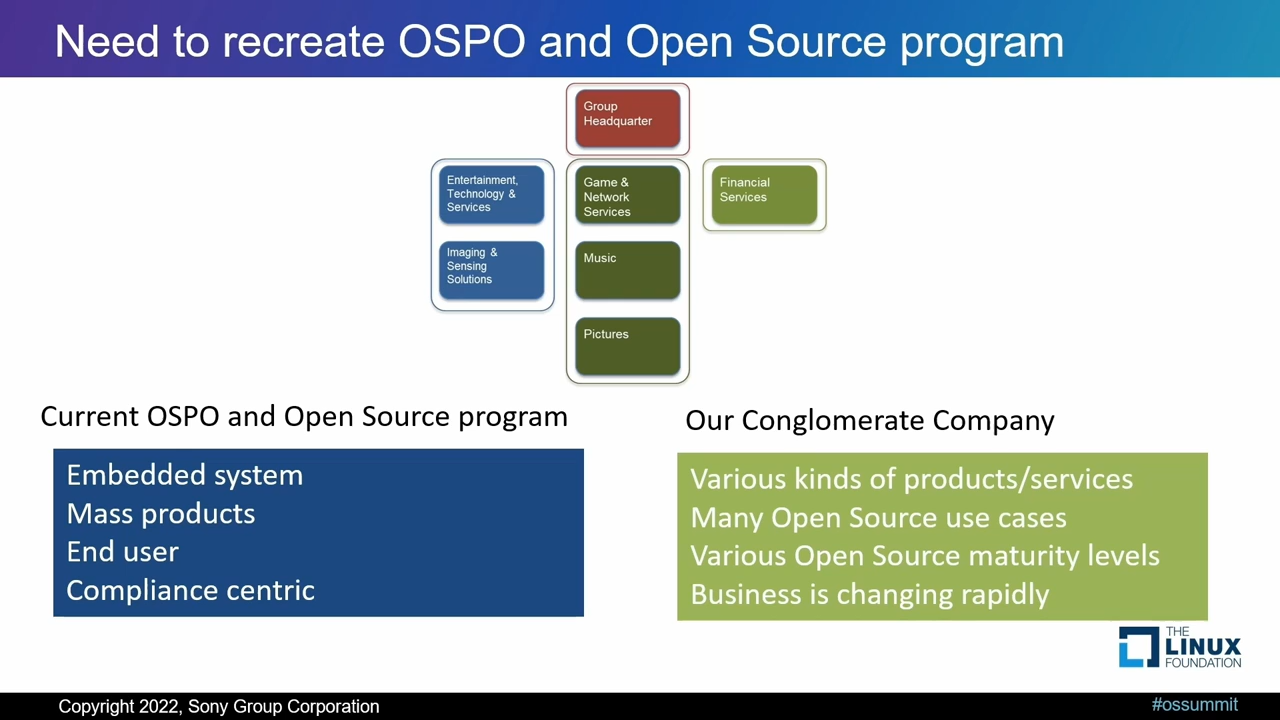 Need to recreate OSPO and Open Source program
Group
Headquarter
Entertainment,
Technology &
Services
Imaging &
Sensing
Solutions
Game &
Network
Services
Music
Pictures
Financial
Services
Current OSPO and Open Source program
Embedded system
Mass products
End user
Compliance centric
Our Conglomerate Company
Various kinds of products/services
Many Open Source use cases
Various Open Source maturity levels
Business is changing rapidly
THE
LINUX
FOUNDATION
Copyright 2022, Sony Group Corporation
#ossummit